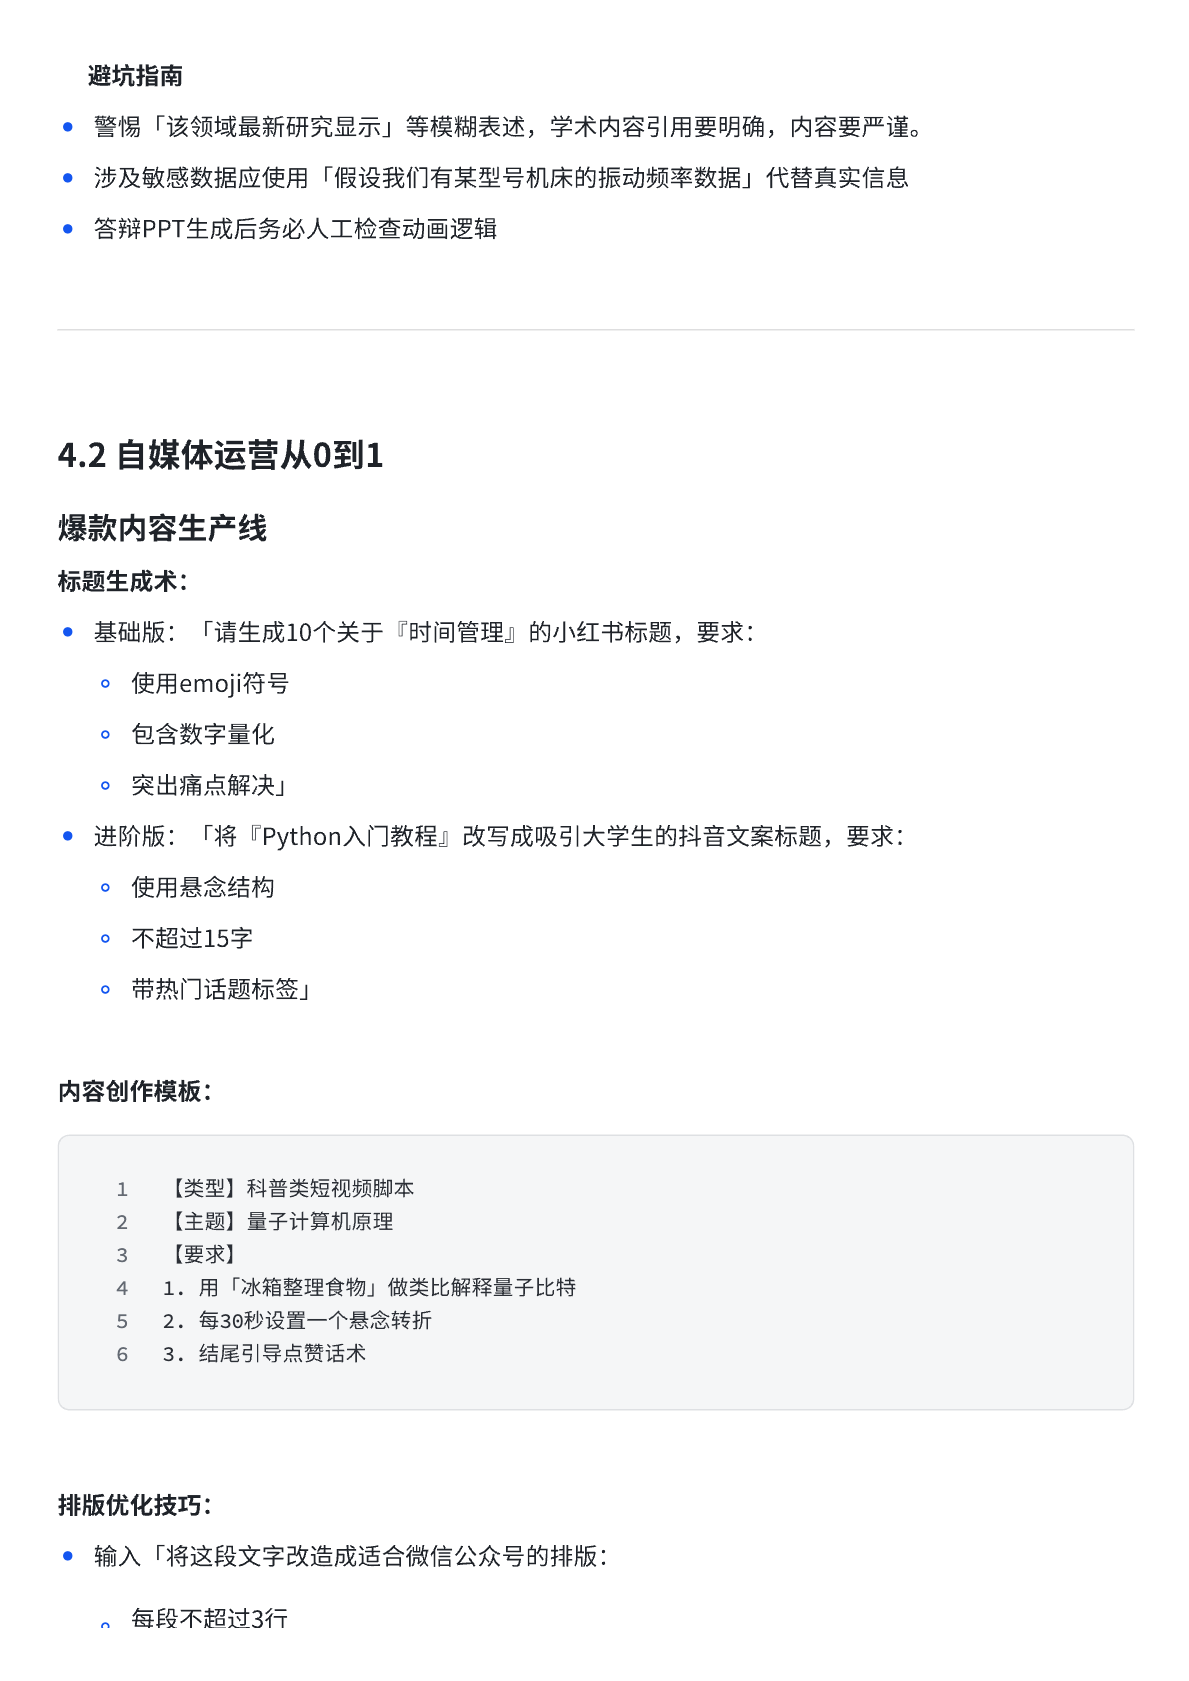 避坑指南
警惕「该领域最新研究显示」等模糊表述，学术内容引用要明确，内容要严谨。
涉及敏感数据应使用「假设我们有某型号机床的振动频率数据」代替真实信息
答辩PPT生成后务必人工检查动画逻辑
4.2 自媒体运营从0到1
爆款内容生产线
标题生成术：
基础版：「请生成10个关于『时间管理』的小红书标题，要求：
使用emoji符号
包含数字量化
突出痛点解决」
进阶版：「将『Python入门教程』改写成吸引大学生的抖音文案标题，要求：
使用悬念结构
不超过15字
带热门话题标签」
内容创作模板：
1 【类型】科普类短视频脚本
2 【主题】量子计算机原理
3 【要求】
4 1. 用「冰箱整理食物」做类比解释量子比特
5 2. 每30秒设置一个悬念转折
6 3. 结尾引导点赞话术
排版优化技巧：
输入「将这段文字改造成适合微信公众号的排版：
每段不超过3行